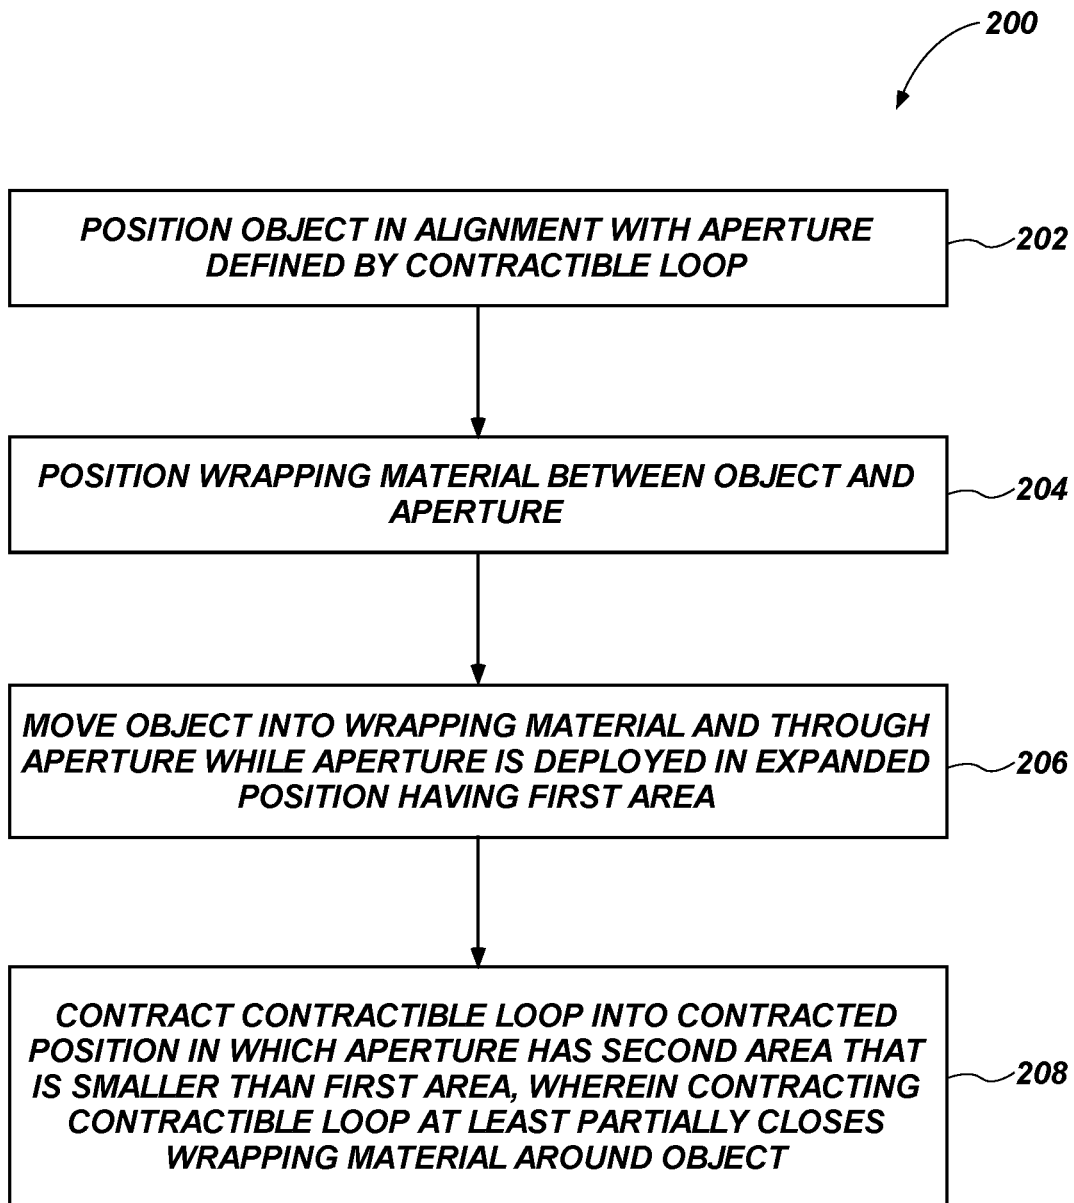 200
POSITION OBJECT IN ALIGNMENT WITH APERTURE
DEFINED BY CONTRACTIBLE LOOP
202
POSITION WRAPPING MATERIAL BETWEEN OBJECT AND
APERTURE
204
MOVE OBJECT INTO WRAPPING MATERIAL AND THROUGH
APERTURE WHILE APERTURE IS DEPLOYED IN EXPANDED
POSITION HAVING FIRST AREA
206
CONTRACT CONTRACTIBLE LOOP INTO CONTRACTED
POSITION IN WHICH APERTURE HAS SECOND AREA THAT
IS SMALLER THAN FIRST AREA, WHEREIN CONTRACTING
CONTRACTIBLE LOOP AT LEAST PARTIALLY CLOSES
WRAPPING MATERIAL AROUND OBJECT
208